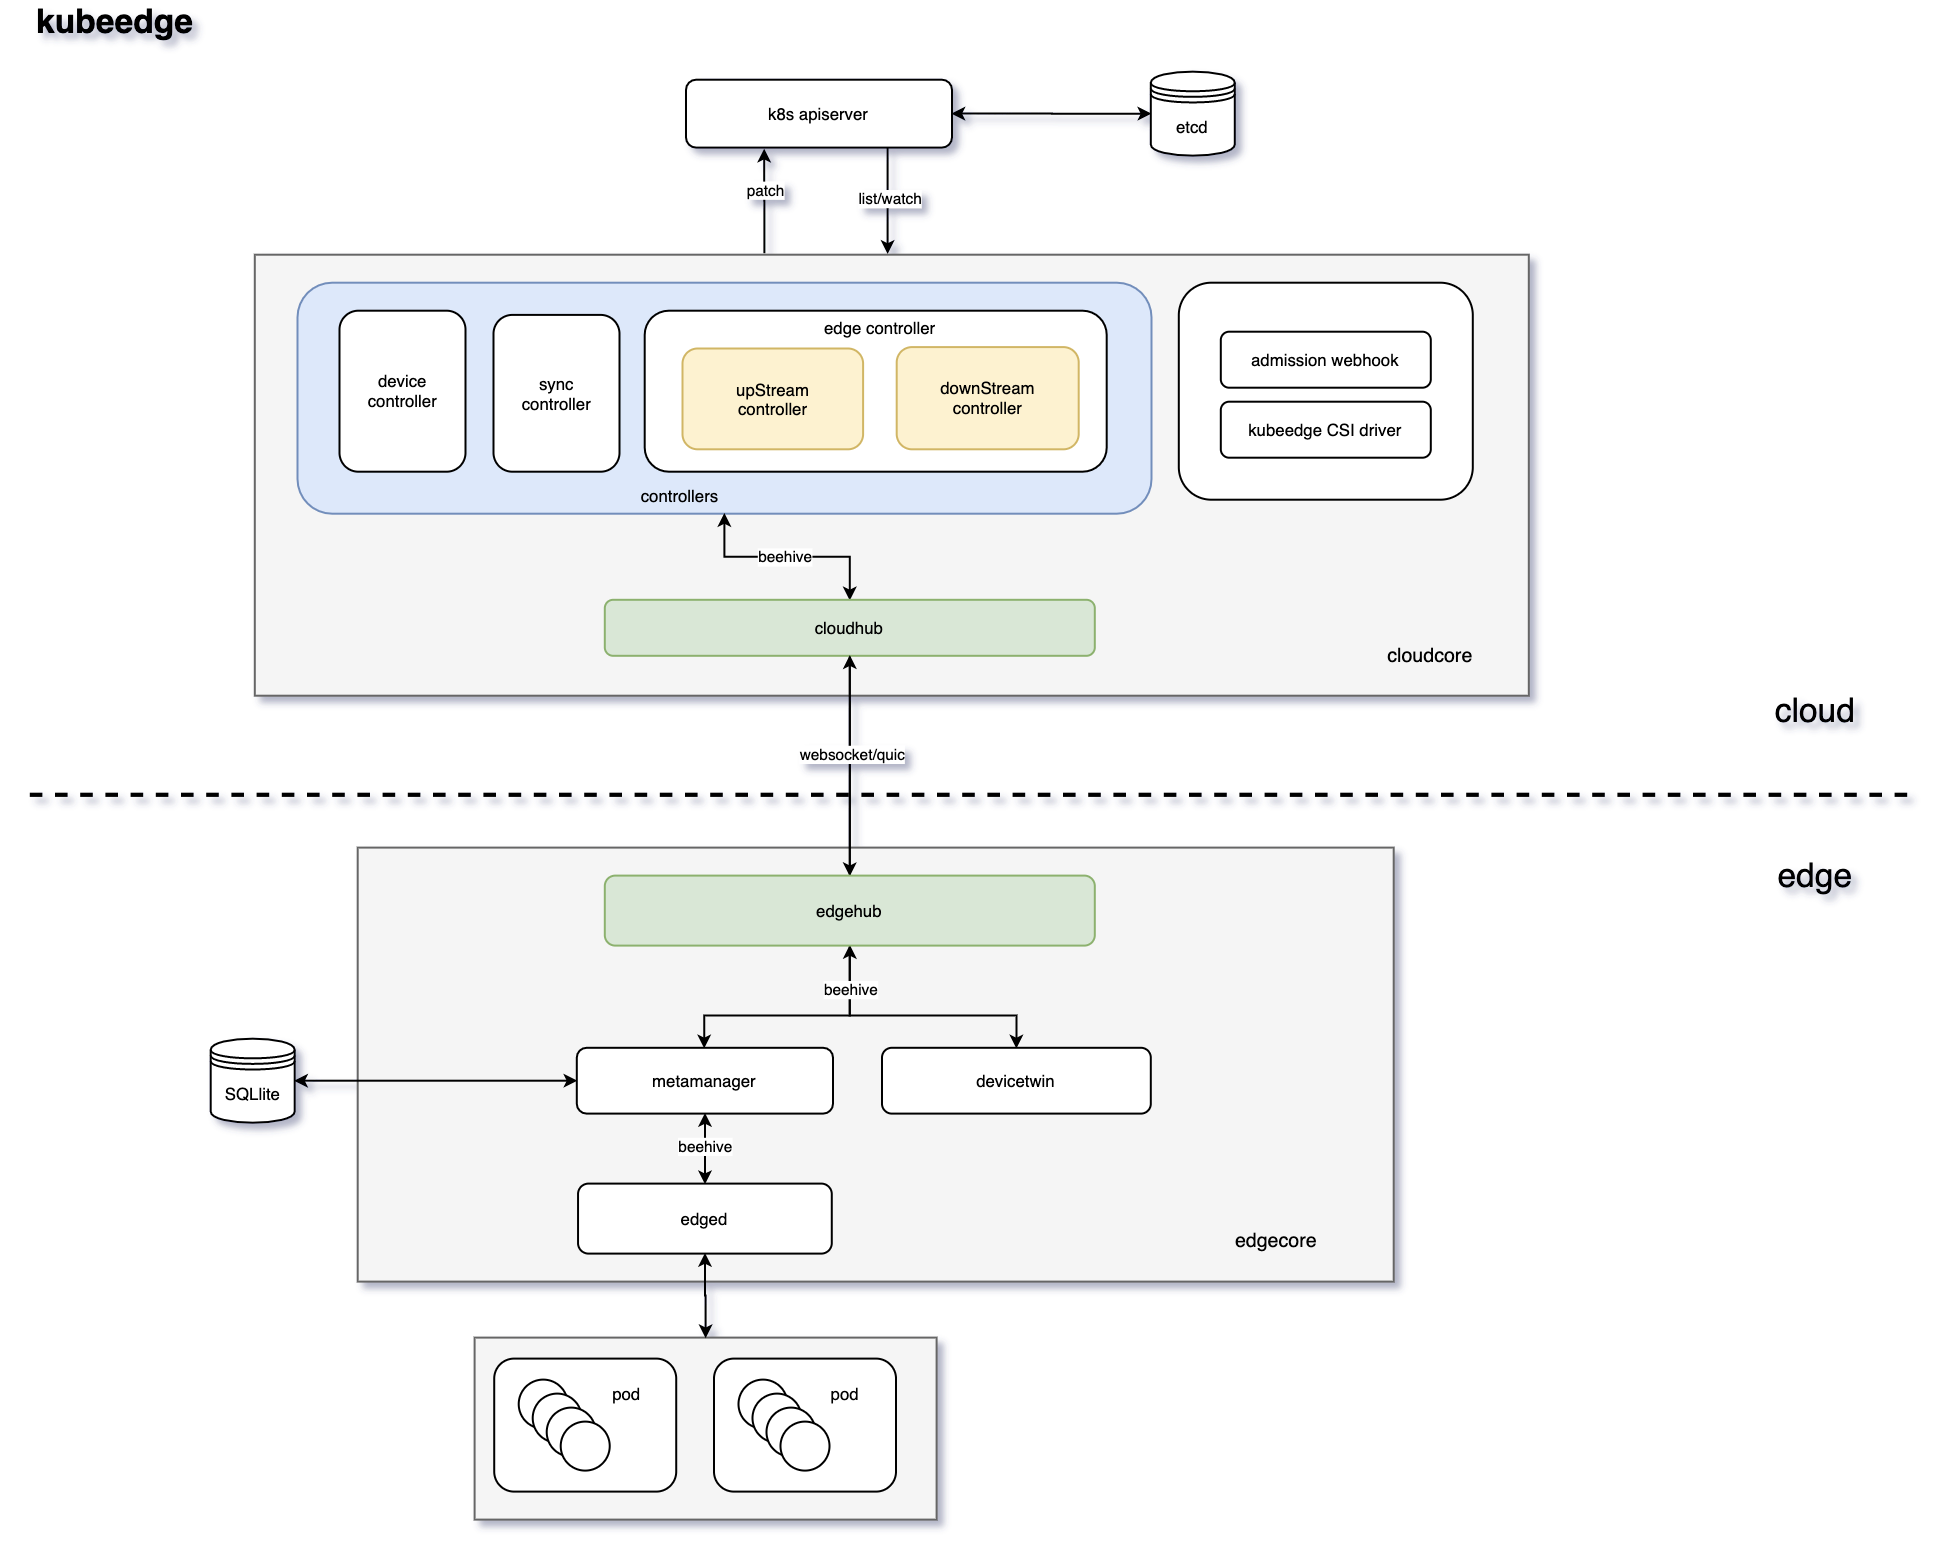 kubeedge
k8s apiserver
etcd
patch
list/watch
edge controller
device
controller
sync
controller
upStream
controller
downStream
controller
admission webhook
kubeedge CSI driver
controllers
beehive
cloudhub
cloudcore
cloud
websocket/quic
edge
edgehub
beehive
SQLlite
metamanager
devicetwin
beehive
edged
edgecore
pod
pod